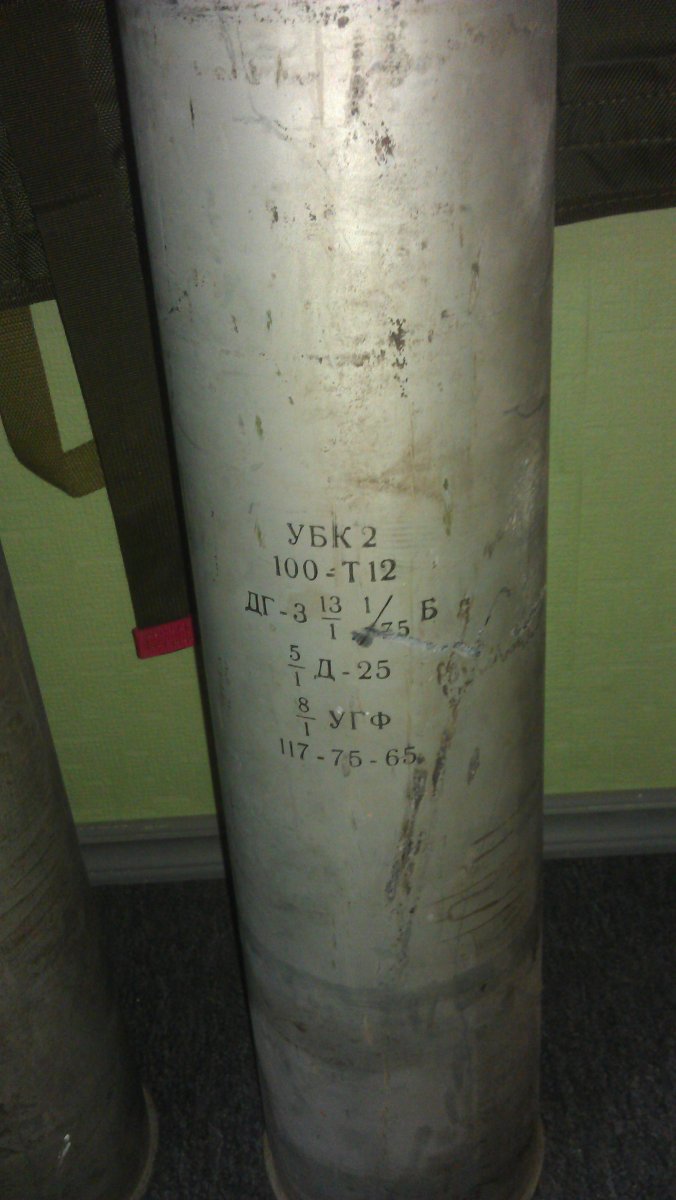 УБК 2
100-Т12
ДГ-3 13/1 1/75 Б
5/1 Д-25
8/1 УГФ
117-75-65